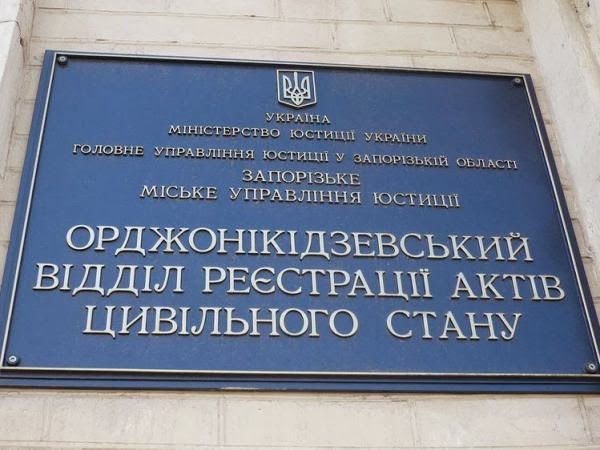 УКРАЇНА
МІНІСТЕРСТВО ЮСТИЦІЇ УКРАЇНИ
ГОЛОВНЕ УПРАВЛІННЯ ЮСТИЦІЇ У ЗАПОРІЗЬКІЙ ОБЛАСТІ
ЗАПОРІЗЬКЕ
МІСЬКЕ УПРАВЛІННЯ ЮСТИЦІЇ
ОРДЖОНІКІДЗЕВСЬКИЙ
ВІДДІЛ РЕЄСТРАЦІЇ АКТІВ
ЦИВІЛЬНОГО СТАНУ